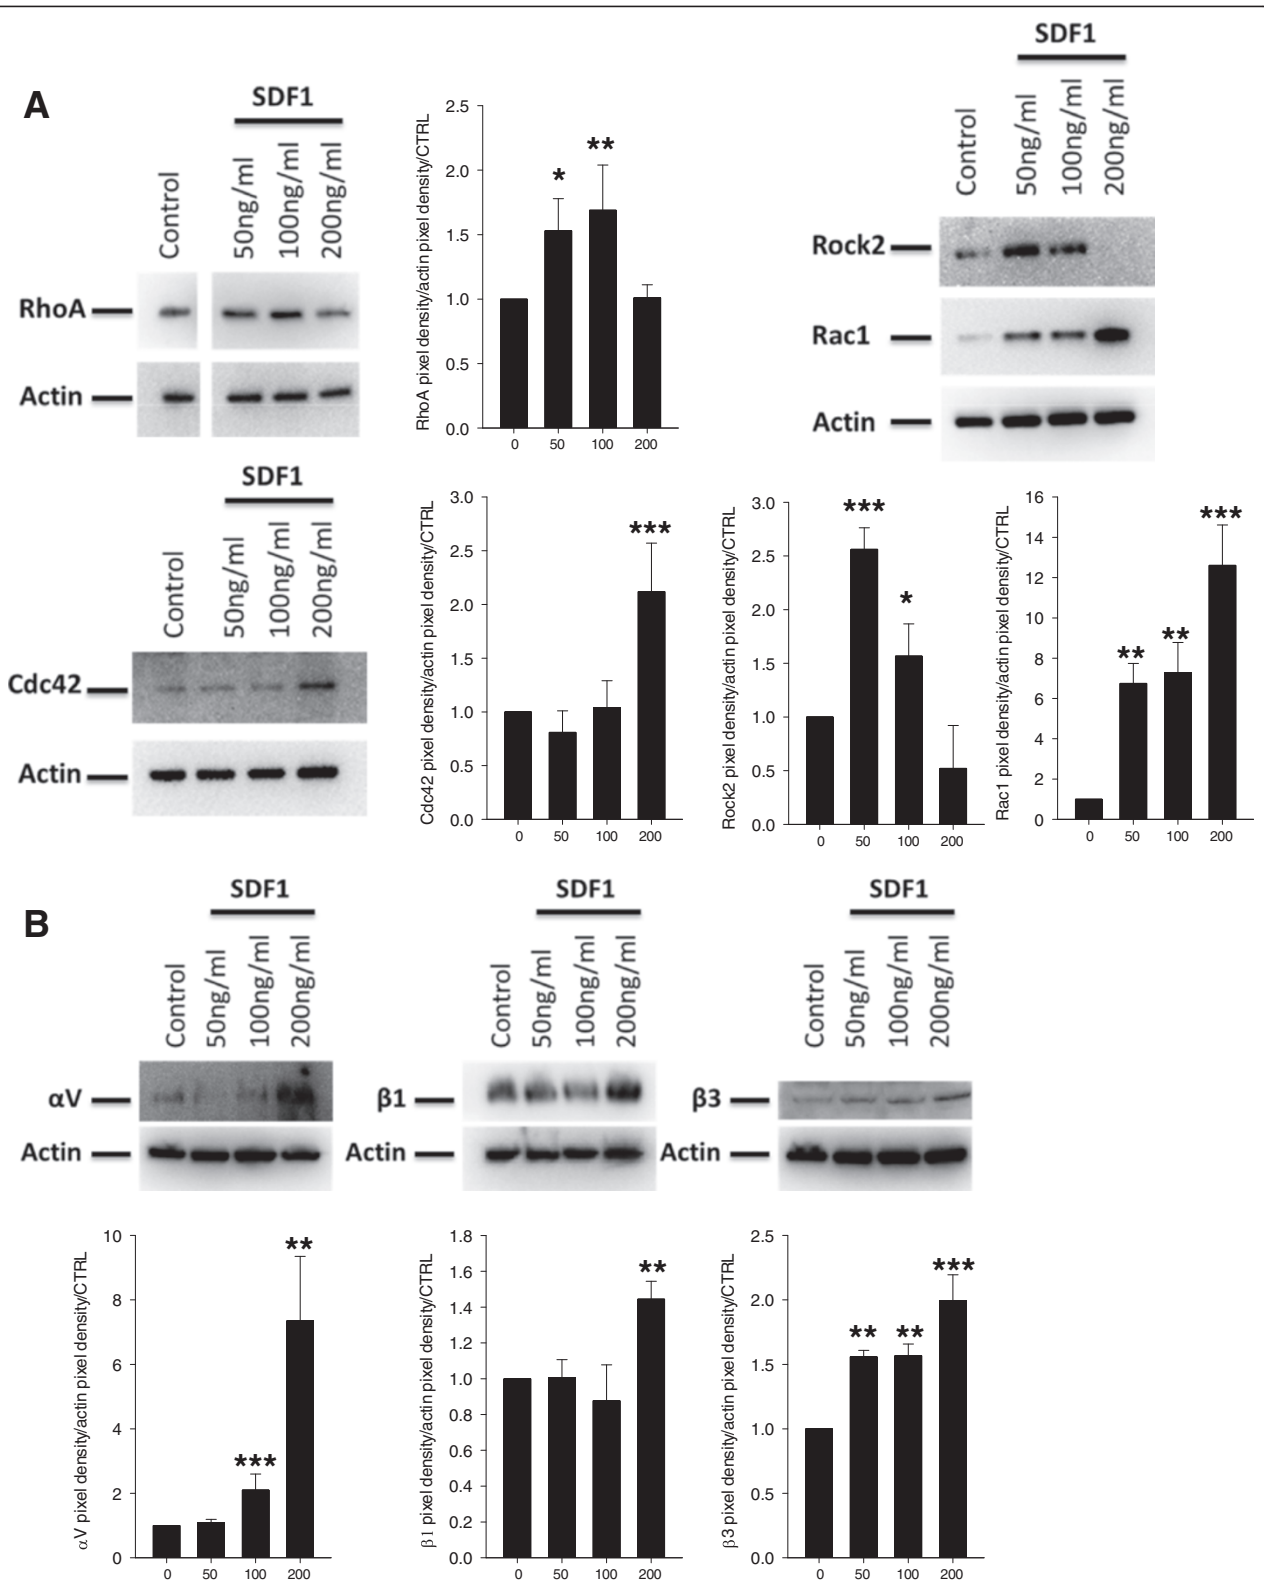 A
SDF1
Control
50ng/ml
100ng/ml
200ng/ml
RhoA
Actin
RhoA pixel density/actin pixel density/CTRL
2.5
2.0
1.5
1.0
0.5
0.0
*
**
0 50 100 200
SDF1
Control
50ng/ml
100ng/ml
200ng/ml
Rock2
Rac1
Actin
SDF1
Control
50ng/ml
100ng/ml
200ng/ml
Cdc42
Actin
Cdc42 pixel density/actin pixel density/CTRL
3.0
2.5
2.0
1.5
1.0
0.5
0.0
***
0 50 100 200
Rock2 pixel density/actin pixel density/CTRL
3.0
2.5
2.0
1.5
1.0
0.5
0.0
***
*
0 50 100 200
Rac1 pixel density/actin pixel density/CTRL
16
14
12
10
8
6
4
2
0
**
**
***
0 50 100 200
B
SDF1
Control
50ng/ml
100ng/ml
200ng/ml
αV
Actin
SDF1
Control
50ng/ml
100ng/ml
200ng/ml
β1
Actin
SDF1
Control
50ng/ml
100ng/ml
200ng/ml
β3
Actin
αV pixel density/actin pixel density/CTRL
10
8
6
4
2
0
***
**
0 50 100 200
β1 pixel density/actin pixel density/CTRL
1.8
1.6
1.4
1.2
1.0
0.8
0.6
0.4
0.2
0.0
**
0 50 100 200
β3 pixel density/actin pixel density/CTRL
2.5
2.0
1.5
1.0
0.5
0.0
**
**
***
0 50 100 200